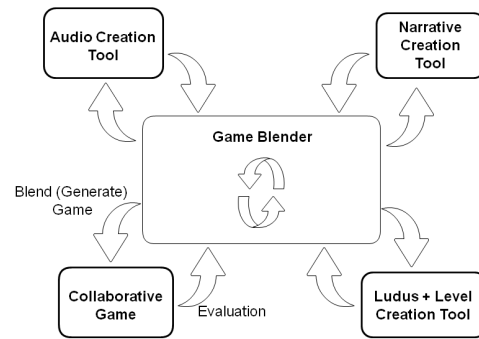 Audio Creation
Tool
Narrative
Creation
Tool
Game Blender
Blend (Generate)
Game
Collaborative
Game
Evaluation
Ludus + Level
Creation Tool